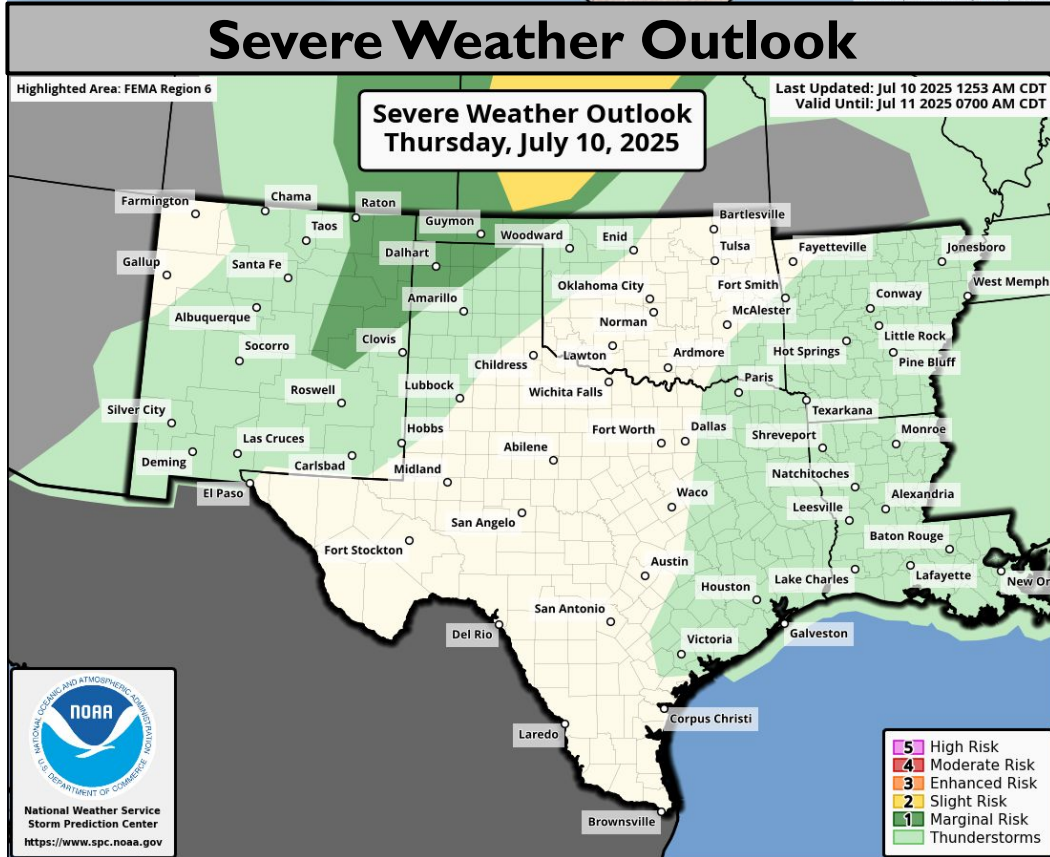 Severe Weather Outlook
Highlighted Area: FEMA Region 6
Severe Weather Outlook
Thursday, July 10, 2025
Last Updated: Jul 10 2025 1253 AM CDT
Valid Until: Jul 11 2025 0700 AM CDT
Farmington
Chama
Raton
Taos
Guymon
Woodward
Enid
Bartlesville
Tulsa
Fayetteville
Jonesboro
Gallup
Santa Fe
Dalhart
Oklahoma City
Fort Smith
Conway
West Memph
Albuquerque
Amarillo
Norman
McAlester
Little Rock
Socorro
Clovis
Childress
Lawton
Ardmore
Hot Springs
Pine Bluff
Roswell
Lubbock
Wichita Falls
Paris
Texarkana
Silver City
Las Cruces
Hobbs
Abilene
Fort Worth
Dallas
Shreveport
Monroe
Deming
Carlsbad
Midland
Natchitoches
El Paso
San Angelo
Waco
Leesville
Alexandria
Fort Stockton
Austin
Baton Rouge
Houston
Lake Charles
Lafayette
New Or
San Antonio
Del Rio
Victoria
Galveston
Laredo
Corpus Christi
Brownsville
NATIONAL OCEANIC AND ATMOSPHERIC ADMINISTRATION
NOAA
U.S. DEPARTMENT OF COMMERCE
National Weather Service
Storm Prediction Center
https://www.spc.noaa.gov
5 High Risk
4 Moderate Risk
3 Enhanced Risk
2 Slight Risk
1 Marginal Risk
Thunderstorms